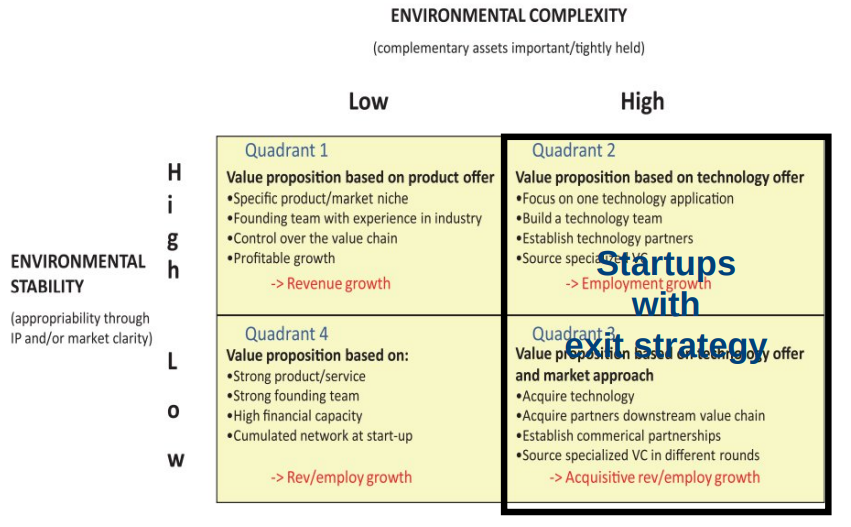 ENVIRONMENTAL COMPLEXITY
(complementary assets important/tightly held)
Low
High
ENVIRONMENTAL
STABILITY
(appropriability through
IP and/or market clarity)
High
Low
Quadrant 1
Value proposition based on product offer
•Specific product/market niche
•Founding team with experience in industry
•Control over the value chain
•Profitable growth
-> Revenue growth
Quadrant 2
Value proposition based on technology offer
•Focus on one technology application
•Build a technology team
•Establish technology partners
•Source specialized VC
-> Employment growth
Startups
with
exit strategy
Quadrant 4
Value proposition based on:
•Strong product/service
•Strong founding team
•High financial capacity
•Cumulated network at start-up
-> Rev/employ growth
Quadrant 3
Value proposition based on technology offer
and market approach
•Acquire technology
•Acquire partners downstream value chain
•Establish commerical partnerships
•Source specialized VC in different rounds
-> Acquisitive rev/employ growth